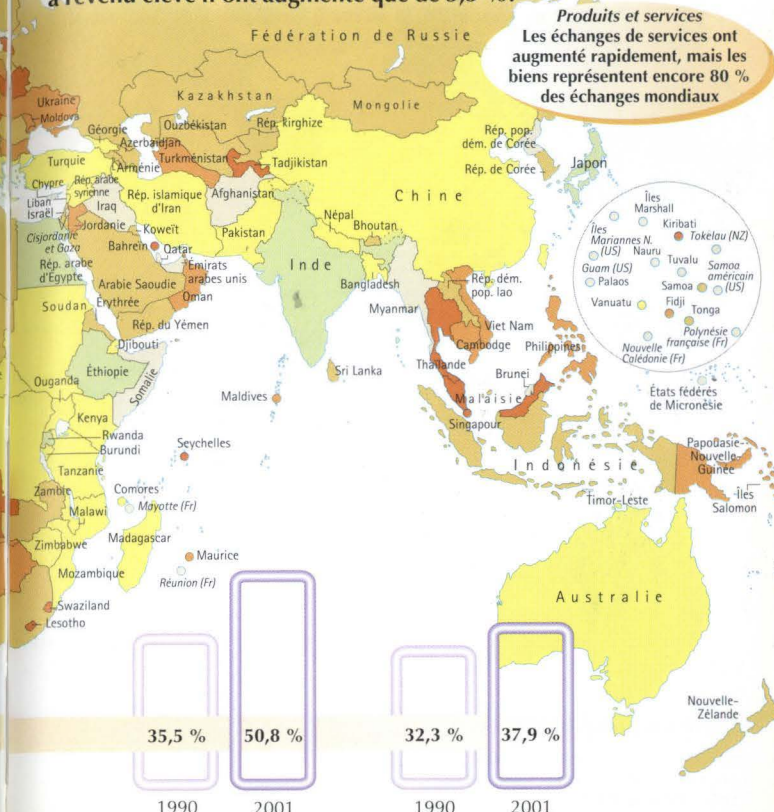 à revenu élevé n'ont augmenté que de
Produits et services
Les échanges de services ont
augmenté rapidement, mais les
biens représentent encore 80 %
des échanges mondiaux
Fédération de Russie
Ukraine
Moldova
Kazakhstan
Mongolie
Géorgie
Ouzbékistan
Rép. kirghize
Azerbaïdjan
Turquie
Arménie
Turkménistan
Tadjikistan
Rép. pop.
dém. de Corée
Rép. de Corée
Japon
Chypre
Rép. arabe
syrienne
Liban
Israël
Iraq
Rép. islamique
d'Iran
Afghanistan
Chine
Jordanie
Koweït
Cisjordanie
et Gaza
Bahreïn
Qatar
Pakistan
Népal
Bhoutan
Rép. arabe
d'Égypte
Émirats
arabes unis
Arabie Saoudite
Oman
Inde
Bangladesh
Myanmar
Rép. dém.
pop. lao
Soudan
Érythrée
Rép. du Yémen
Djibouti
Viet Nam
Cambodge
Philippines
Thaïlande
Éthiopie
Somalie
Sri Lanka
Brunei
Ouganda
Maldives
Malaisie
Singapour
Kenya
Rwanda
Burundi
Seychelles
Indonésie
Papouasie-
Nouvelle-
Guinée
Tanzanie
Timor-Leste
Îles
Salomon
Zambie
Comores
Mayotte (Fr)
Malawi
Madagascar
Zimbabwe
Maurice
Mozambique
Réunion (Fr)
Australie
Swaziland
Lesotho
Nouvelle-
Zélande
Îles
Marshall
Îles
Mariannes N.
(US)
Kiribati
Tokelau (NZ)
Nauru
Guam (US)
Tuvalu
Samoa
américain
(US)
Palaos
Samoa
Vanuatu
Fidji
Tonga
Polynésie
française (Fr)
Nouvelle
Calédonie (Fr)
États fédérés
de Micronésie
35,5 %
50,8 %
32,3 %
37,9 %
1990
2001
1990
2001